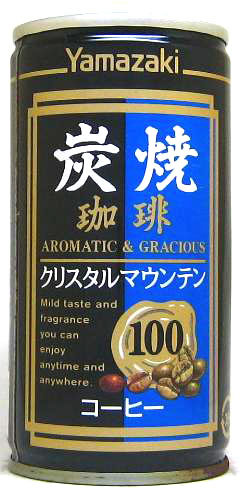 Yamazaki
炭焼
珈琲
AROMATIC & GRACIOUS
クリスタルマウンテン
Mild taste and
fragrance
you can
enjoy
anytime and
anywhere.
100
コーヒー